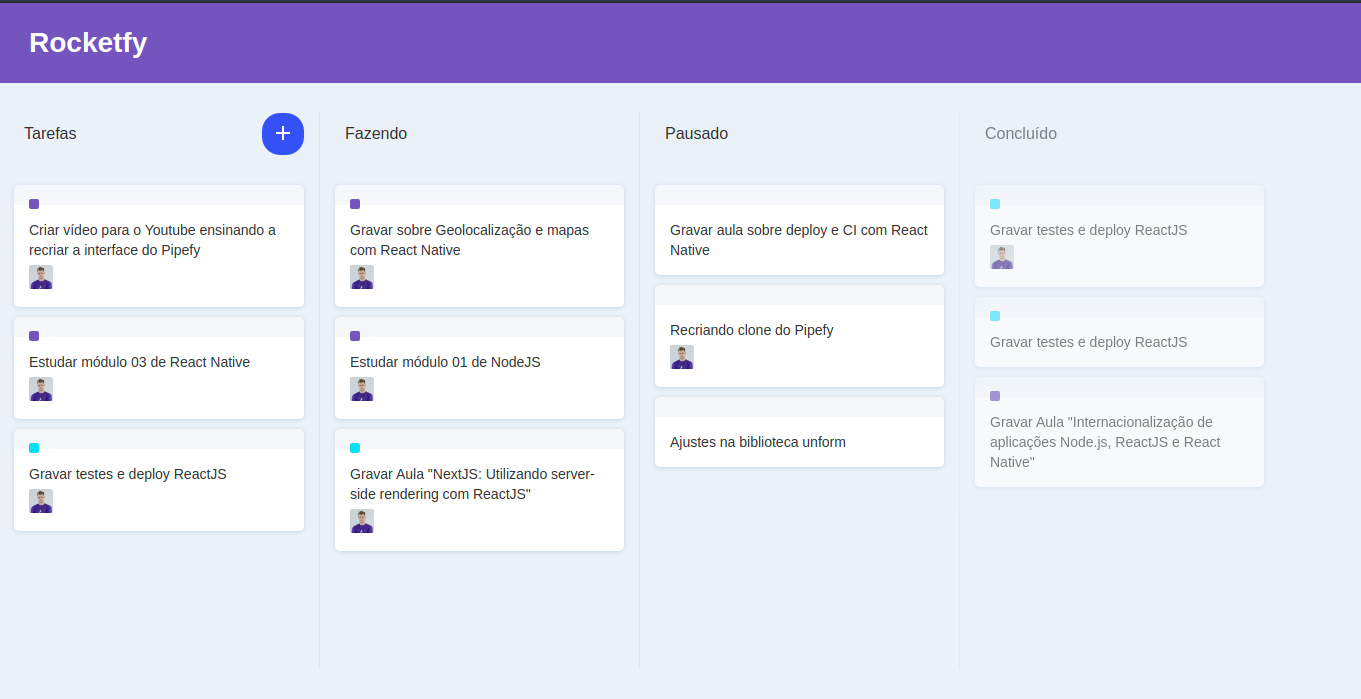 Rocketfy
Tarefas
Criar vídeo para o Youtube ensinando a
recriar a interface do Pipefy
Estudar módulo 03 de React Native
Gravar testes e deploy ReactJS
Fazendo
Gravar sobre Geolocalização e mapas
com React Native
Estudar módulo 01 de NodeJS
Gravar Aula "NextJS: Utilizando server-
side rendering com ReactJS"
Pausado
Gravar aula sobre deploy e CI com React
Native
Recriando clone do Pipefy
Ajustes na biblioteca unform
Concluído
Gravar testes e deploy ReactJS
Gravar testes e deploy ReactJS
Gravar Aula "Internacionalização de
aplicações Node.js, ReactJS e React
Native"